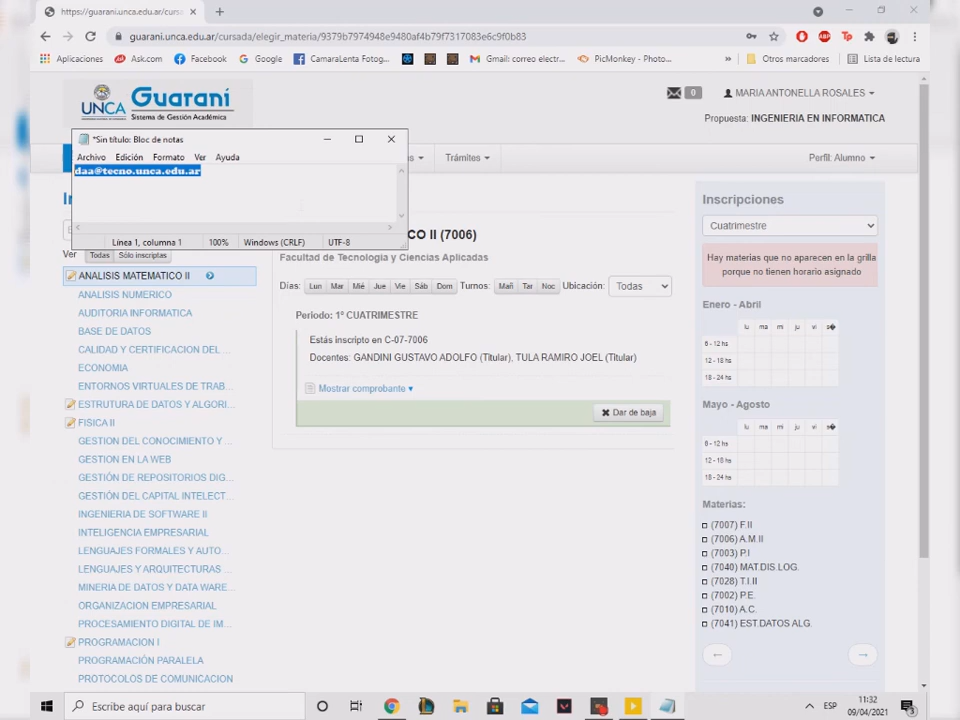 https://guarani.unca.edu.ar/cursa
guarani.unca.edu.ar/cursada/elegir_materia/9379b7974948e9480af4b79f7317083e6c9f0b83
Aplicaciones
Ask.com
Facebook
Google
CamaraLenta Fotog...
Gmail: correo electr...
PicMonkey - Photo...
»
Otros marcadores
Lista de lectura
UNCA
Guaraní
Sistema de Gestión Académica
0
MARIA ANTONELLA ROSALES
Propuesta: INGENIERIA EN INFORMATICA
Trámites
Perfil: Alumno
*Sin título: Bloc de notas
Archivo Edición Formato Ver Ayuda
daa@tecno.unca.edu.ar
Línea 1, columna 1 100% Windows (CRLF) UTF-8
Ver Todas Sólo inscriptas
ANALISIS MATEMATICO II
ANALISIS NUMERICO
AUDITORIA INFORMATICA
BASE DE DATOS
CALIDAD Y CERTIFICACION DEL ...
ECONOMIA
ENTORNOS VIRTUALES DE TRAB...
ESTRUTURA DE DATOS Y ALGORI...
FISICA II
GESTION DEL CONOCIMIENTO Y ...
GESTION EN LA WEB
GESTIÓN DE REPOSITORIOS DIG...
GESTIÓN DEL CAPITAL INTELECT...
INGENIERIA DE SOFTWARE II
INTELIGENCIA EMPRESARIAL
LENGUAJES FORMALES Y AUTO...
LENGUAJES Y ARQUITECTURAS ...
MINERIA DE DATOS Y DATA WARE...
ORGANIZACION EMPRESARIAL
PROCESAMIENTO DIGITAL DE IM...
PROGRAMACION I
PROGRAMACIÓN PARALELA
PROTOCOLOS DE COMUNICACION
CO II (7006)
Facultad de Tecnología y Ciencias Aplicadas
Días: Lun Mar Mié Jue Vie Sáb Dom Turnos: Mañ Tar Noc Ubicación: Todas
Periodo: 1º CUATRIMESTRE
Estás inscripto en C-07-7006
Docentes: GANDINI GUSTAVO ADOLFO (Titular), TULA RAMIRO JOEL (Titular)
Mostrar comprobante
Dar de baja
Inscripciones
Cuatrimestre
Hay materias que no aparecen en la grilla
porque no tienen horario asignado
Enero - Abril
lu ma mi ju vi s�
6 - 12 hs
12 - 18 hs
18 - 24 hs
Mayo - Agosto
lu ma mi ju vi s�
6 - 12 hs
12 - 18 hs
18 - 24 hs
Materias:
(7007) F.II
(7006) A.M.II
(7003) P.I
(7040) MAT.DIS.LOG.
(7028) T.I.II
(7002) P.E.
(7010) A.C.
(7041) EST.DATOS ALG.
Escribe aquí para buscar
ESP
11:32
09/04/2021
3